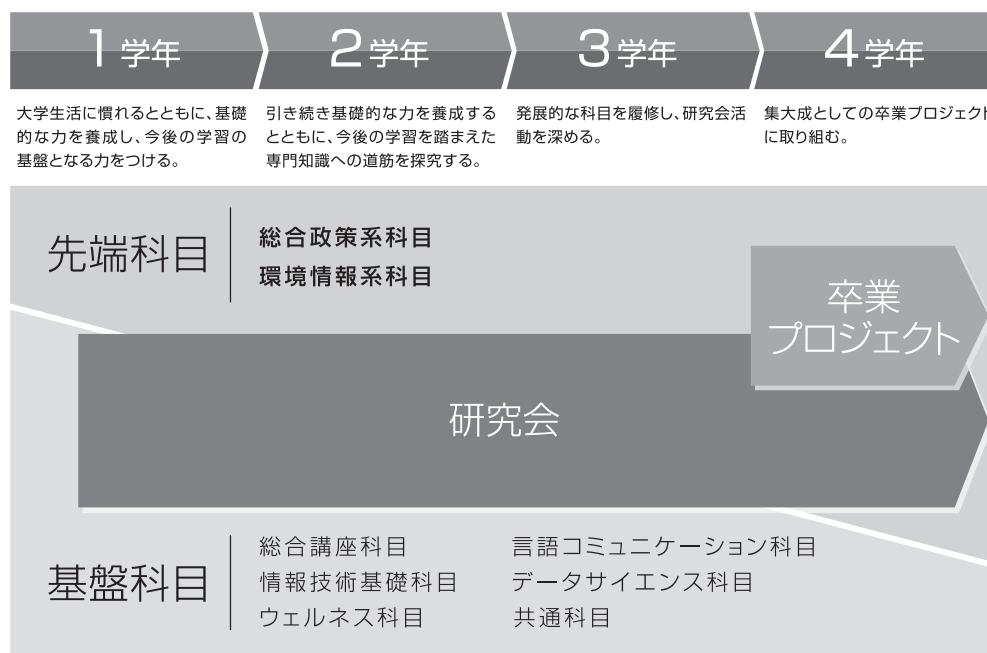 1 学年
2 学年
3 学年
4 学年
大学生活に慣れるとともに、基礎
的な力を養成し、今後の学習の
基盤となる力をつける。
引き続き基礎的な力を養成する
とともに、今後の学習を踏まえた
専門知識への道筋を探究する。
発展的な科目を履修し、研究会活
動を深める。
集大成としての卒業プロジェクト
に取り組む。
先端科目
総合政策系科目
環境情報系科目
卒業
プロジェクト
研究会
基盤科目
総合講座科目
情報技術基礎科目
ウェルネス科目
言語コミュニケーション科目
データサイエンス科目
共通科目